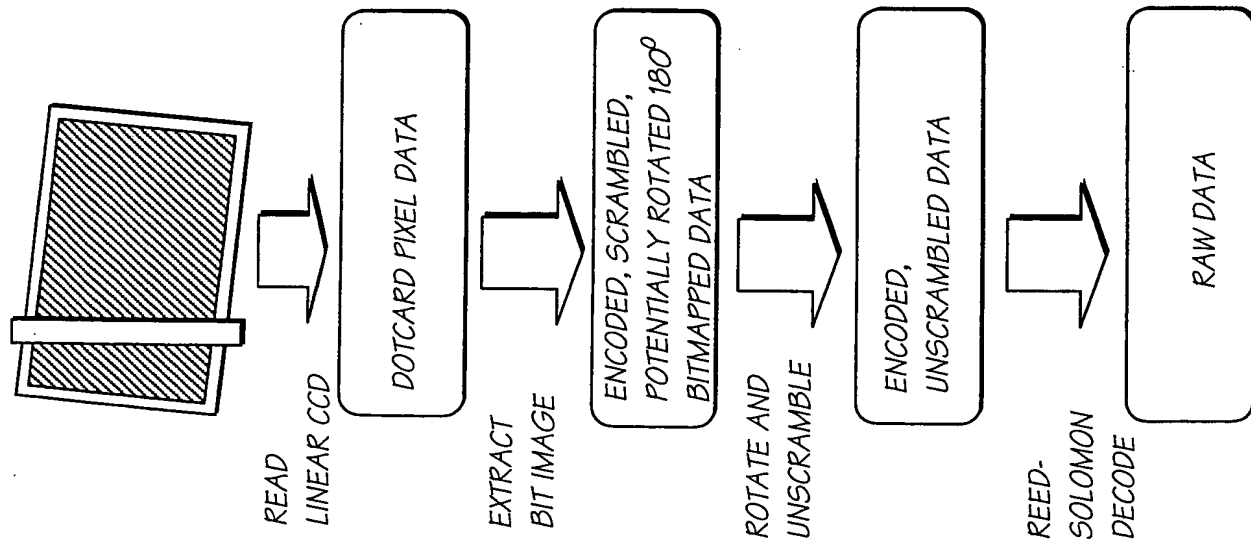 READ
LINEAR CCD
DOTCARD PIXEL DATA
EXTRACT
BIT IMAGE
ENCODED, SCRAMBLED,
POTENTIALLY ROTATED 180⁰
BITMAPPED DATA
ROTATE AND
UNSCRAMBLE
ENCODED,
UNSCRAMBLED DATA
REED-
SOLOMON
DECODE
RAW DATA